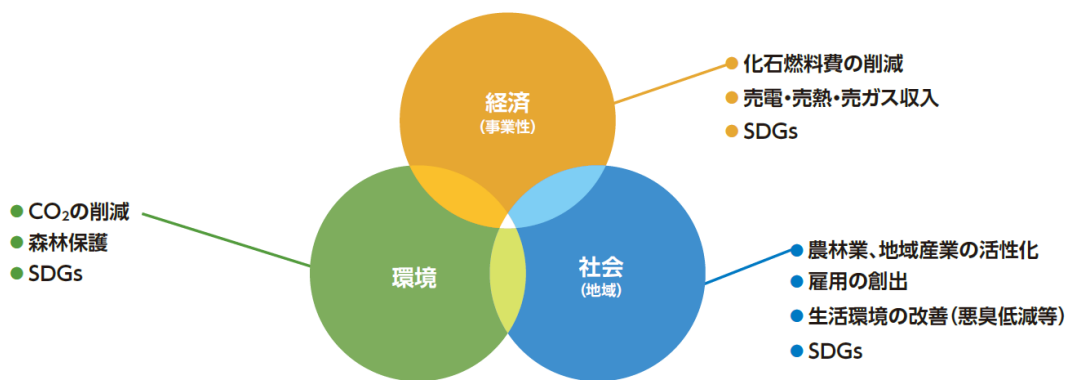 経済
(事業性)
● 化石燃料費の削減
● 売電・売熱・売ガス収入
● SDGs
環境
● CO₂の削減
● 森林保護
● SDGs
社会
(地域)
● 農林業、地域産業の活性化
● 雇用の創出
● 生活環境の改善(悪臭低減等)
● SDGs